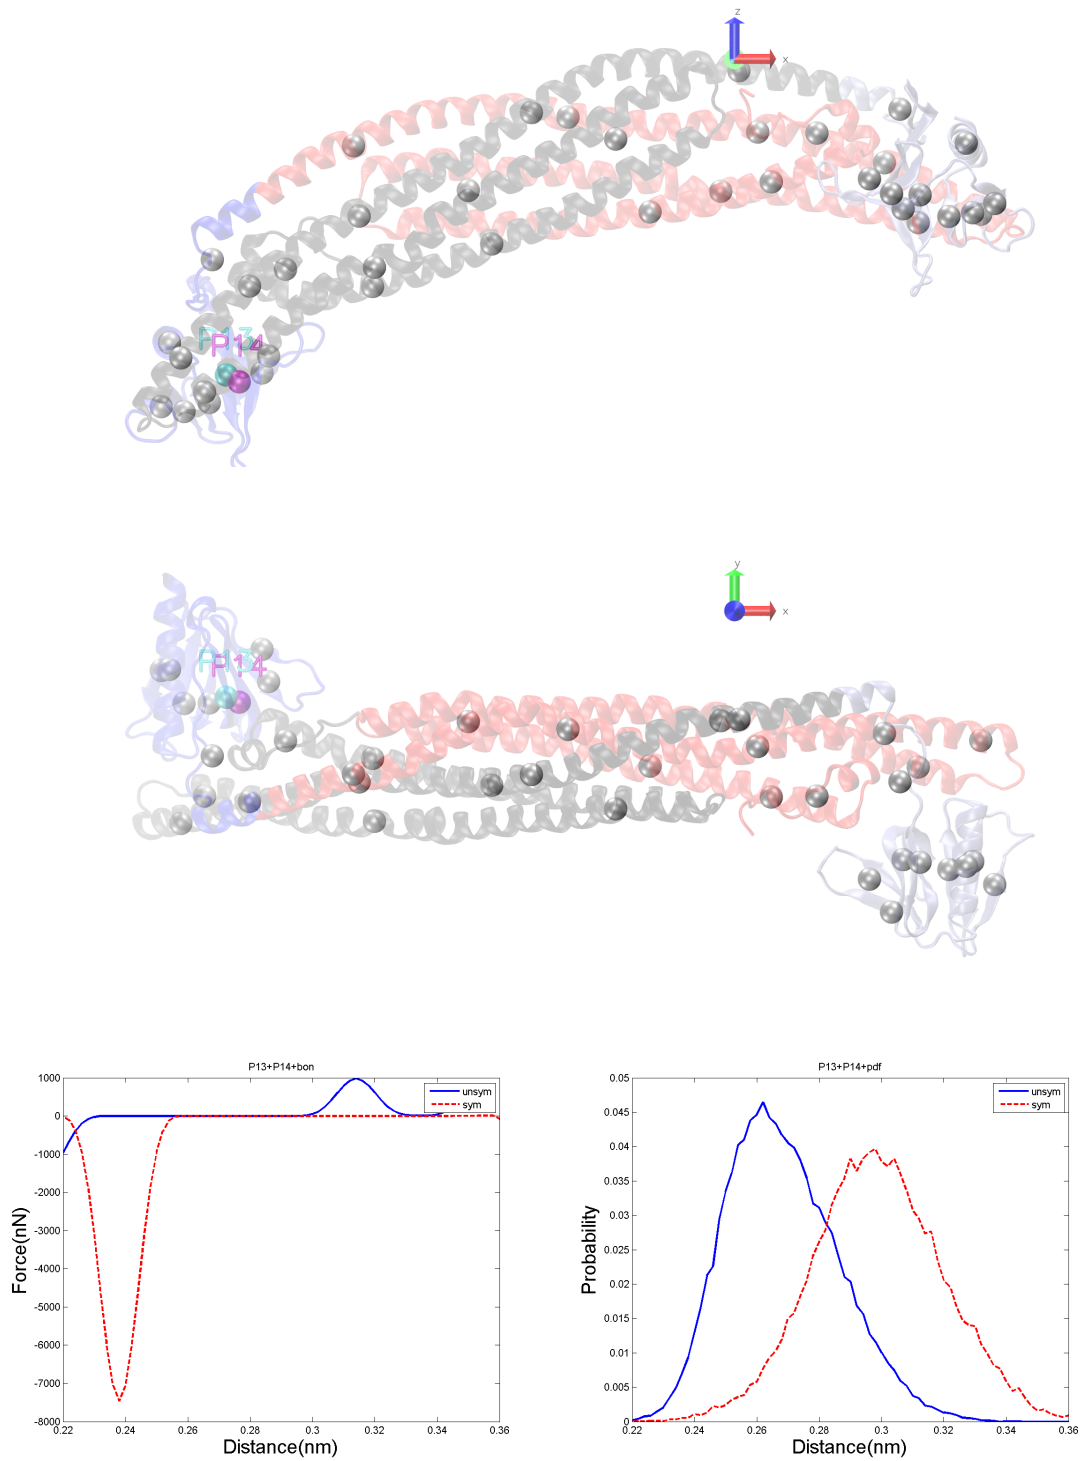 z
x
P13
P14
y
x
P13
P14
P13+P14+bon
1000
0
-1000
-2000
-3000
-4000
-5000
-6000
-7000
-8000
0.22 0.24 0.26 0.28 0.3 0.32 0.34 0.36
Force(nN)
Distance(nm)
unsym
sym
P13+P14+pdf
0.05
0.045
0.04
0.035
0.03
0.025
0.02
0.015
0.01
0.005
0
0.22 0.24 0.26 0.28 0.3 0.32 0.34 0.36
Probability
Distance(nm)
unsym
sym